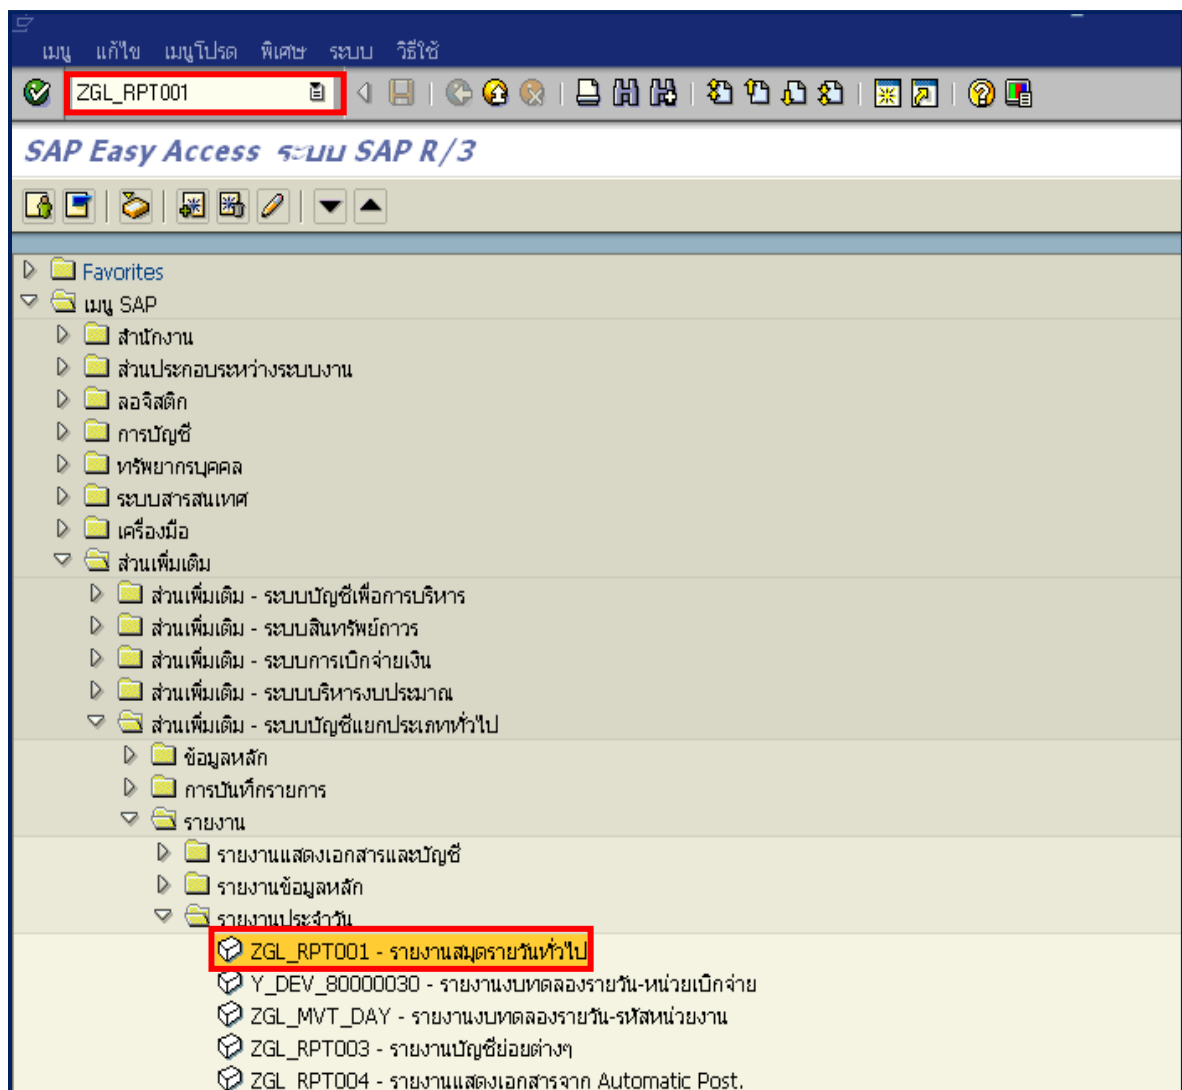 เมนู แก้ไข เมนูโปรด พิเศษ ระบบ วิธีใช้
ZGL_RPT001
SAP Easy Access ระบบ SAP R/3
Favorites
เมนู SAP
สำนักงาน
ส่วนประกอบระหว่างระบบงาน
ลอจิสติก
การบัญชี
ทรัพยากรบุคคล
ระบบสารสนเทศ
เครื่องมือ
ส่วนเพิ่มเติม
ส่วนเพิ่มเติม - ระบบบัญชีเพื่อการบริหาร
ส่วนเพิ่มเติม - ระบบสินทรัพย์ถาวร
ส่วนเพิ่มเติม - ระบบการเบิกจ่ายเงิน
ส่วนเพิ่มเติม - ระบบบริหารงบประมาณ
ส่วนเพิ่มเติม - ระบบบัญชีแยกประเภททั่วไป
ข้อมูลหลัก
การบันทึกรายการ
รายงาน
รายงานแสดงเอกสารและบัญชี
รายงานข้อมูลหลัก
รายงานประจำวัน
ZGL_RPT001 - รายงานสมุดรายวันทั่วไป
Y_DEV_80000030 - รายงานงบทดลองรายวัน-หน่วยเบิกจ่าย
ZGL_MVT_DAY - รายงานงบทดลองรายวัน-รหัสหน่วยงาน
ZGL_RPT003 - รายงานบัญชีย่อยต่างๆ
ZGL_RPT004 - รายงานแสดงเอกสารจาก Automatic Post.